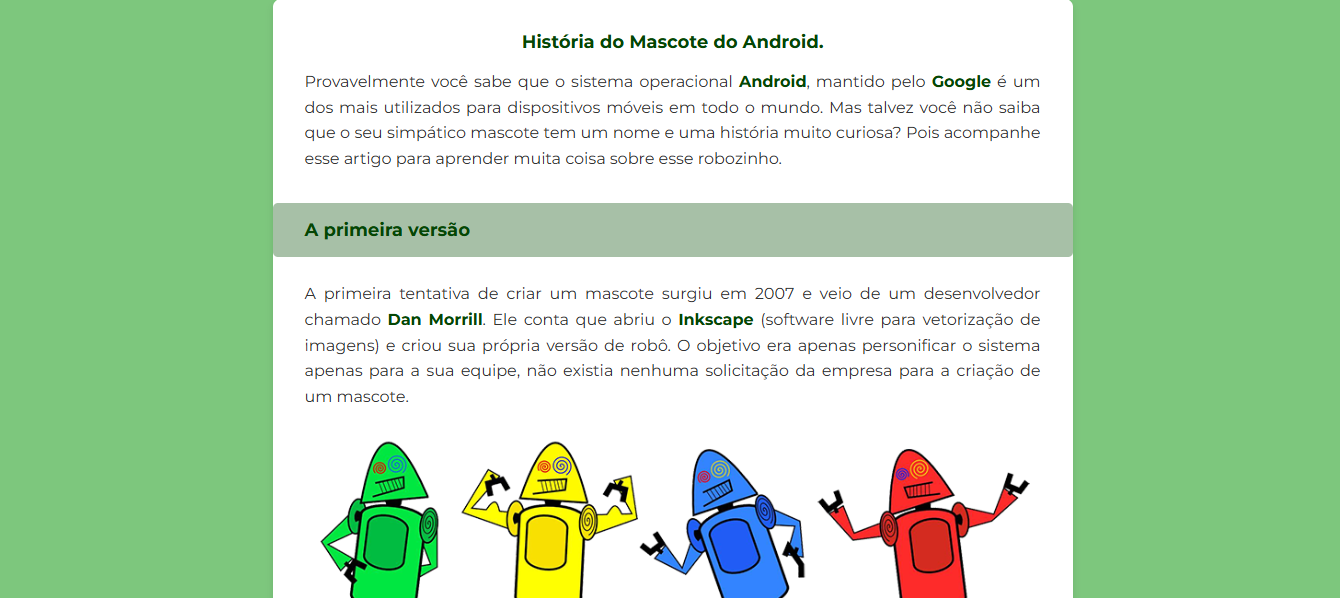 História do Mascote do Android.
Provavelmente você sabe que o sistema operacional Android, mantido pelo Google é um
dos mais utilizados para dispositivos móveis em todo o mundo. Mas talvez você não saiba
que o seu simpático mascote tem um nome e uma história muito curiosa? Pois acompanhe
esse artigo para aprender muita coisa sobre esse robozinho.
A primeira versão
A primeira tentativa de criar um mascote surgiu em 2007 e veio de um desenvolvedor
chamado Dan Morrill. Ele conta que abriu o Inkscape (software livre para vetorização de
imagens) e criou sua própria versão de robô. O objetivo era apenas personificar o sistema
apenas para a sua equipe, não existia nenhuma solicitação da empresa para a criação de
um mascote.